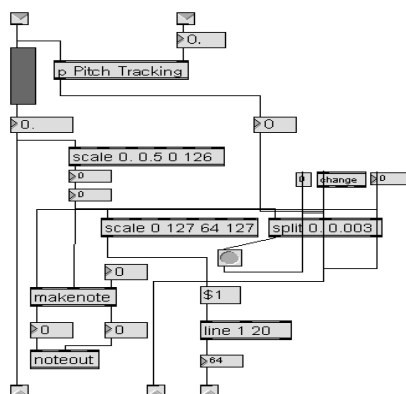 0.
p Pitch Tracking
0.
0
scale 0. 0.5 0 126
0
0
0
change
0
scale 0 127 64 127
split 0. 0.003
0
makenote
$1
0
0
line 1 20
noteout
64